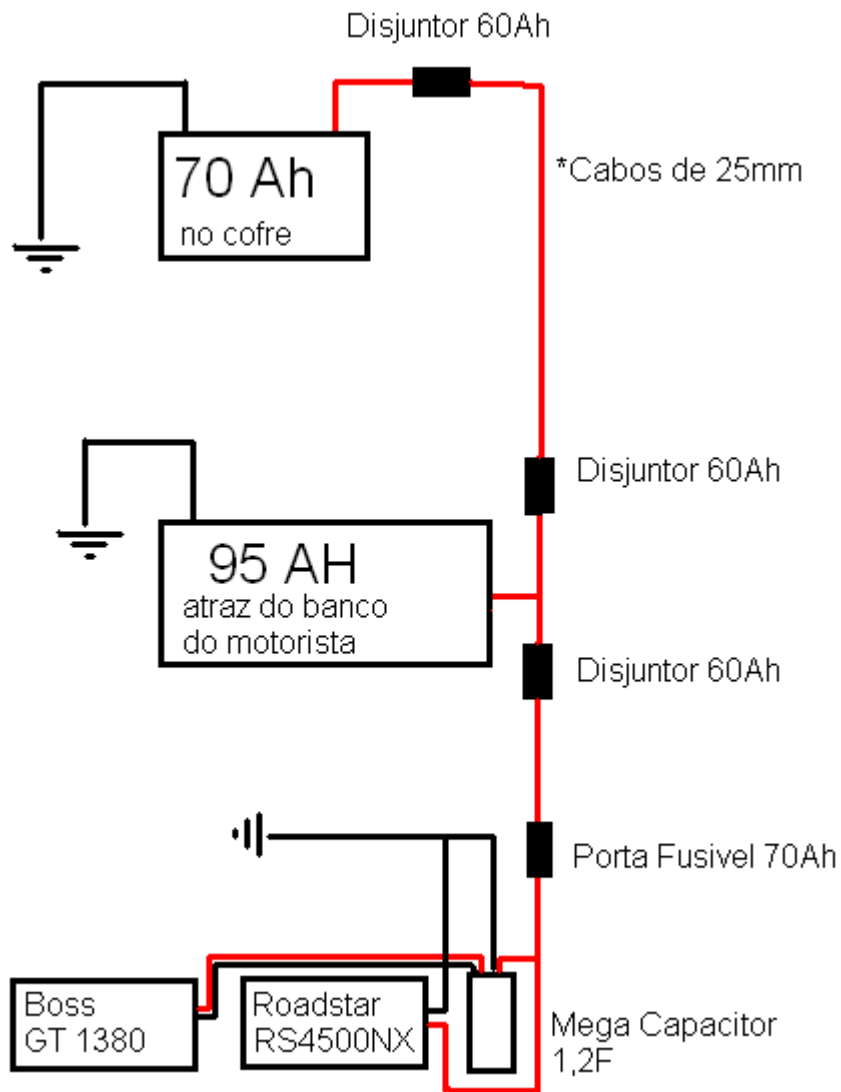 Disjuntor 60Ah
70 Ah
no cofre
*Cabos de 25mm
Disjuntor 60Ah
95 AH
atraz do banco
do motorista
Disjuntor 60Ah
Porta Fusivel 70Ah
Boss
GT 1380
Roadstar
RS4500NX
Mega Capacitor
1,2F